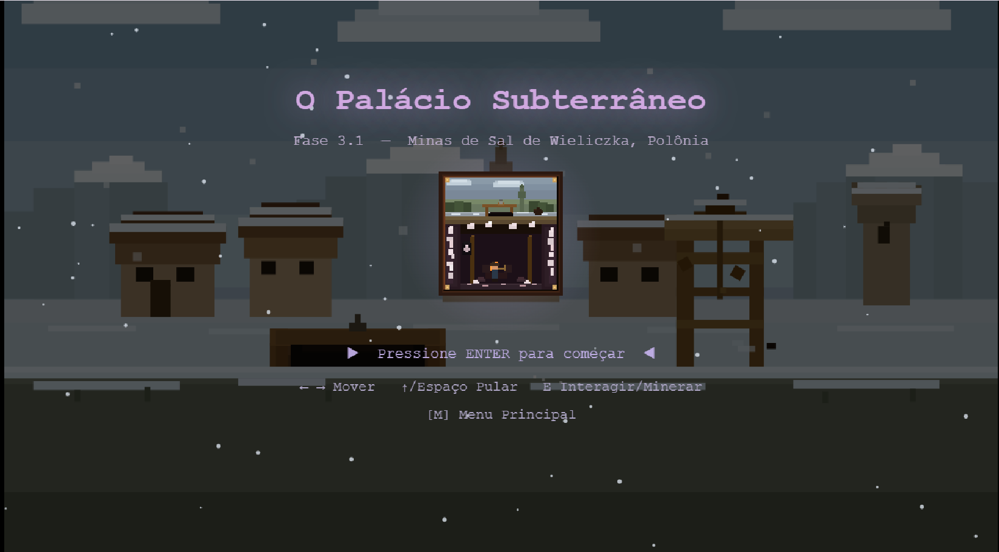 O Palácio Subterrâneo
Fase 3.1 — Minas de Sal de Wieliczka, Polônia
▶ Pressione ENTER para começar ◀
← → Mover ↑/Espaço Pular E Interagir/Minerar
[M] Menu Principal